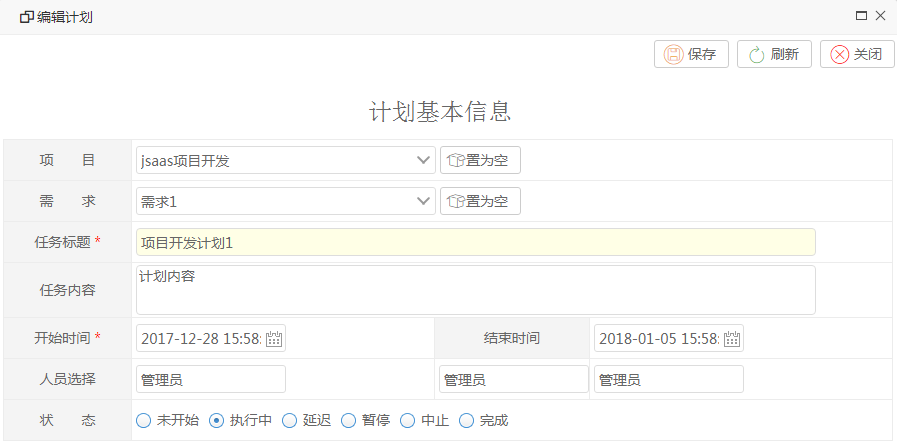 编辑计划
保存 刷新 关闭
计划基本信息
项 目 jsaas项目开发 置为空
需 求 需求1 置为空
任务标题 * 项目开发计划1
任务内容 计划内容
开始时间 * 2017-12-28 15:58: 结束时间 2018-01-05 15:58:
人员选择 管理员 管理员 管理员
状 态 未开始 执行中 延迟 暂停 中止 完成